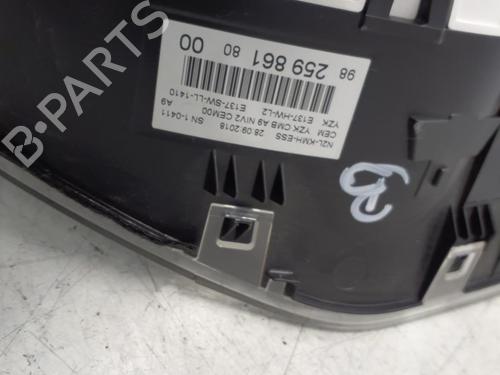 98 259 861 80 00
YZK E137-HW-L2 E137-SW-LL-1410
CEM YZK CMB A9 NIV2 CEM00 A9
N2L-KMH-ESS 28.09.2018 SN 1-0411
B-PARTS